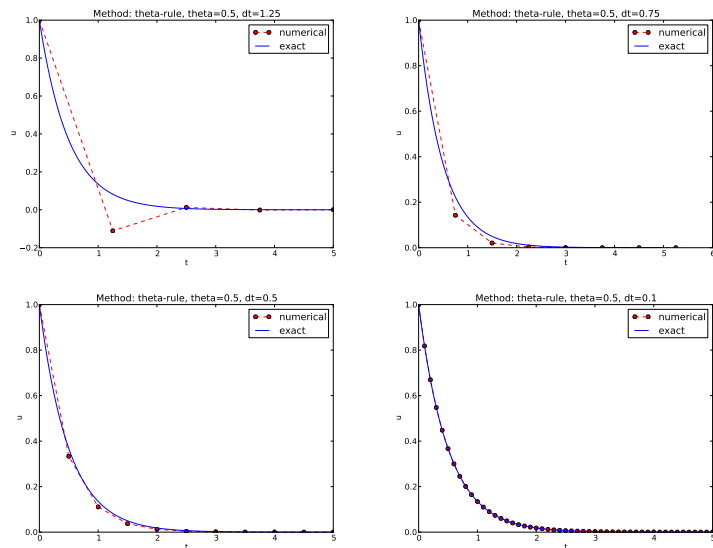 Method: theta-rule, theta=0.5, dt=1.25
numerical
exact
1.0
0.8
0.6
0.4
0.2
0.0
−0.2
u
0 1 2 3 4 5
t
Method: theta-rule, theta=0.5, dt=0.75
numerical
exact
1.0
0.8
0.6
0.4
0.2
0.0
u
0 1 2 3 4 5 6
t
Method: theta-rule, theta=0.5, dt=0.5
numerical
exact
1.0
0.8
0.6
0.4
0.2
0.0
u
0 1 2 3 4 5
t
Method: theta-rule, theta=0.5, dt=0.1
numerical
exact
1.0
0.8
0.6
0.4
0.2
0.0
u
0 1 2 3 4 5
t